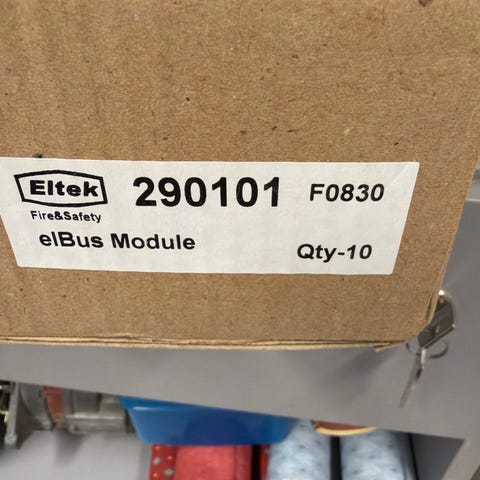 Eltek 290101 F0830
Fire&Safety
elBus Module Qty-10